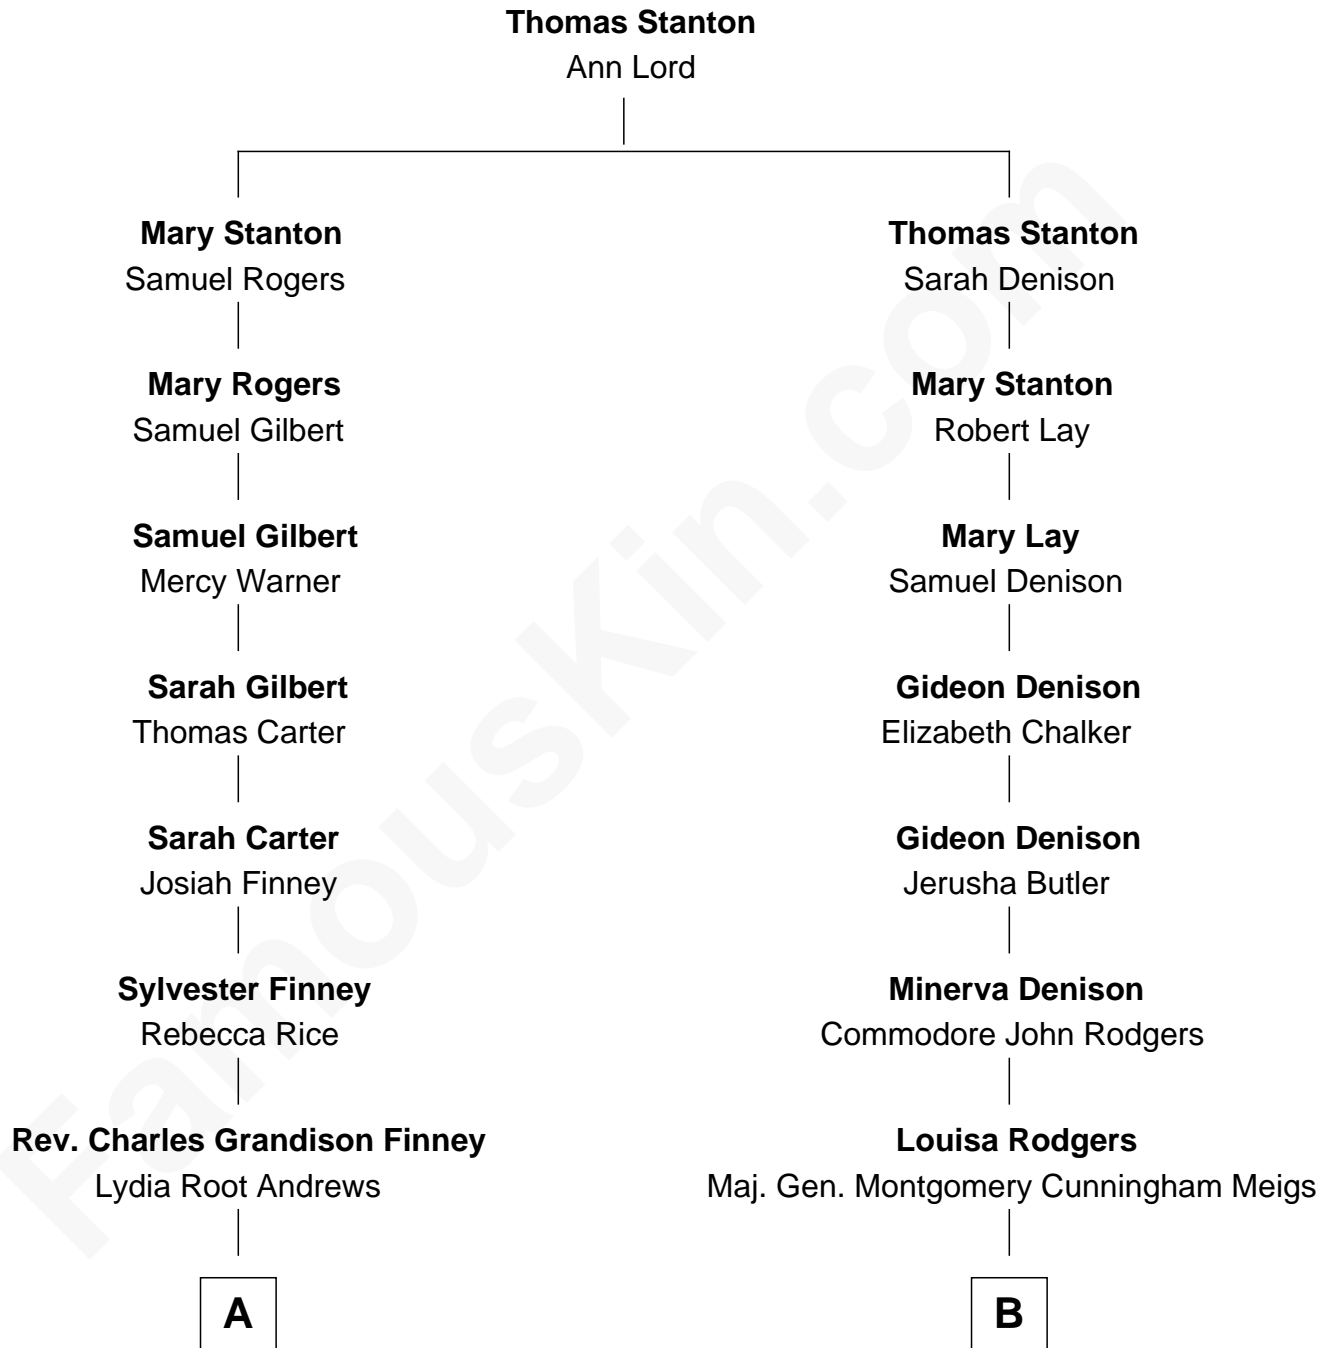 Thomas Stanton
Ann Lord
Mary Stanton
Samuel Rogers
Thomas Stanton
Sarah Denison
Mary Rogers
Samuel Gilbert
Mary Stanton
Robert Lay
Samuel Gilbert
Mercy Warner
Mary Lay
Samuel Denison
Sarah Gilbert
Thomas Carter
Gideon Denison
Elizabeth Chalker
Sarah Carter
Josiah Finney
Gideon Denison
Jerusha Butler
Sylvester Finney
Rebecca Rice
Minerva Denison
Commodore John Rodgers
Rev. Charles Grandison Finney
Lydia Root Andrews
Louisa Rodgers
Maj. Gen. Montgomery Cunningham Meigs
A
B
FamousKin.com